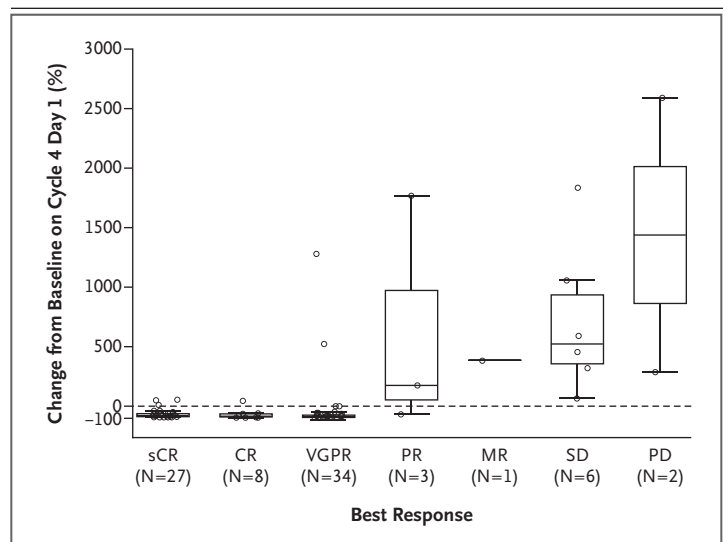 Change from Baseline on Cycle 4 Day 1 (%)
3000
2500
2000
1500
1000
500
0
−100
sCR CR VGPR PR MR SD PD
(N=27) (N=8) (N=34) (N=3) (N=1) (N=6) (N=2)
Best Response